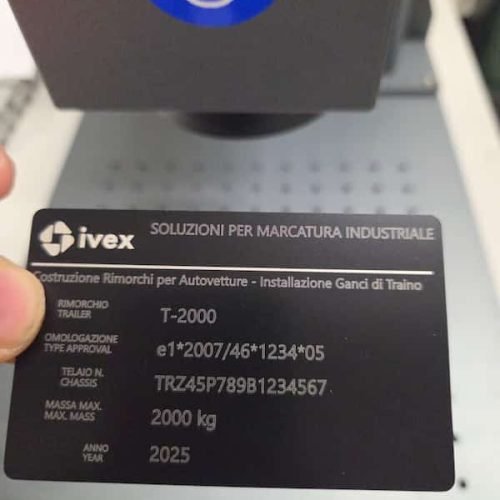 ivex
SOLUZIONI PER MARCATURA INDUSTRIALE
Costruzione Rimorchi per Autovetture - Installazione Ganci di Traino
RIMORCHIO
TRAILER
T-2000
OMOLOGAZIONE
TYPE APPROVAL
e1*2007/46*1234*05
TELAIO N.
CHASSIS
TRZ45P789B1234567
MASSA MAX.
MAX. MASS
2000 kg
ANNO
YEAR
2025